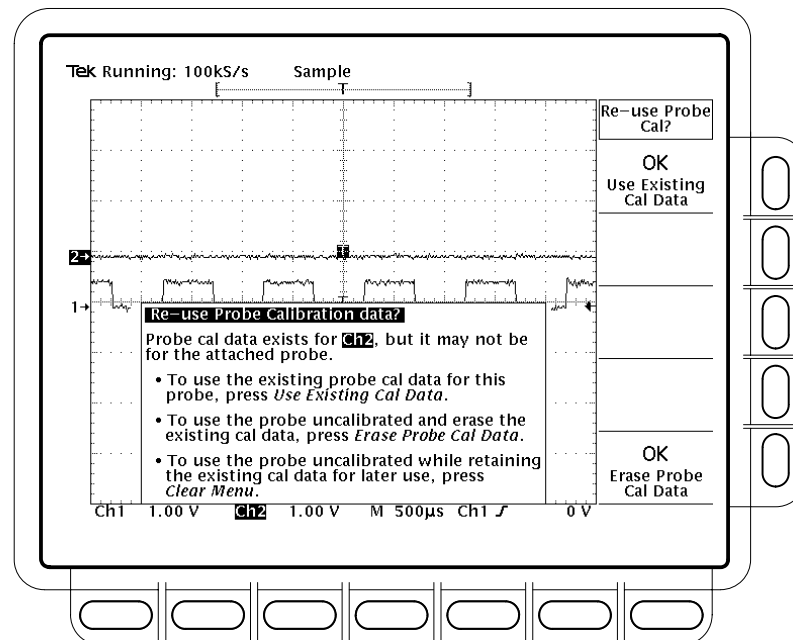 Tek Running: 100kS/s Sample
[ T ]
Re-use Probe
Cal?
OK
Use Existing
Cal Data
2→
T
1→
Re-use Probe Calibration data?
Probe cal data exists for Ch2, but it may not be
for the attached probe.
• To use the existing probe cal data for this
probe, press Use Existing Cal Data.
• To use the probe uncalibrated and erase the
existing cal data, press Erase Probe Cal Data.
• To use the probe uncalibrated while retaining
the existing cal data for later use, press
Clear Menu.
OK
Erase Probe
Cal Data
Ch1 1.00 V Ch2 1.00 V M 500µs Ch1 ƒ 0 V